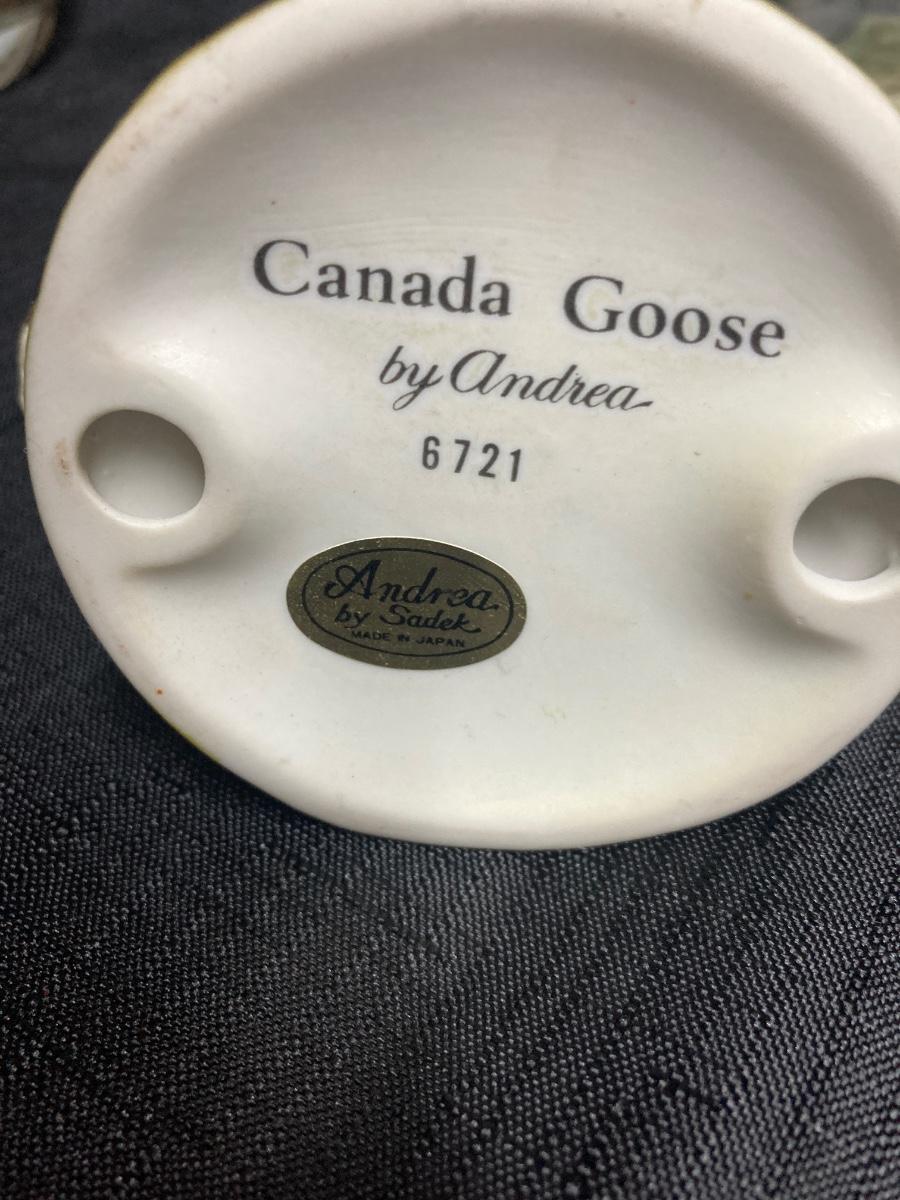 Canada Goose
by Andrea
6721
Andrea
by Sadek
MADE IN JAPAN